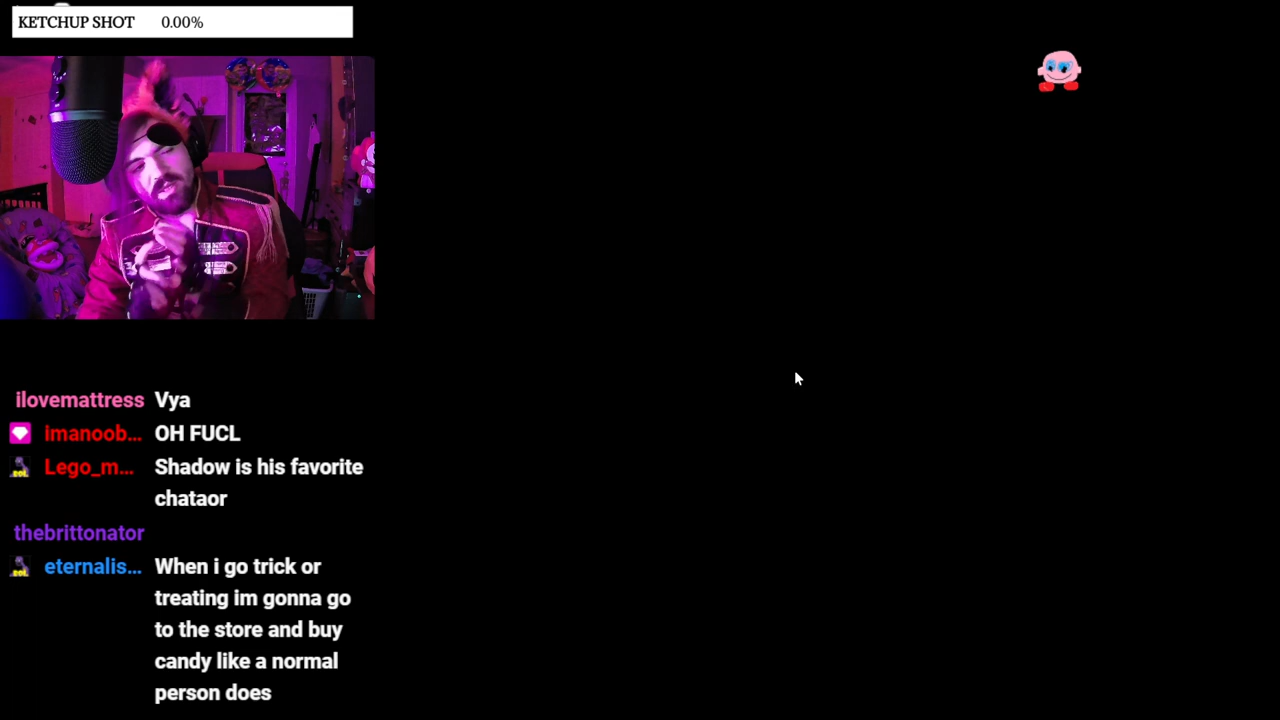 KETCHUP SHOT 0.00%
ilovemattress Vya
imanoob... OH FUCL
Lego_m... Shadow is his favorite
chataor
thebrittonator
eternalis... When i go trick or
treating im gonna go
to the store and buy
candy like a normal
person does